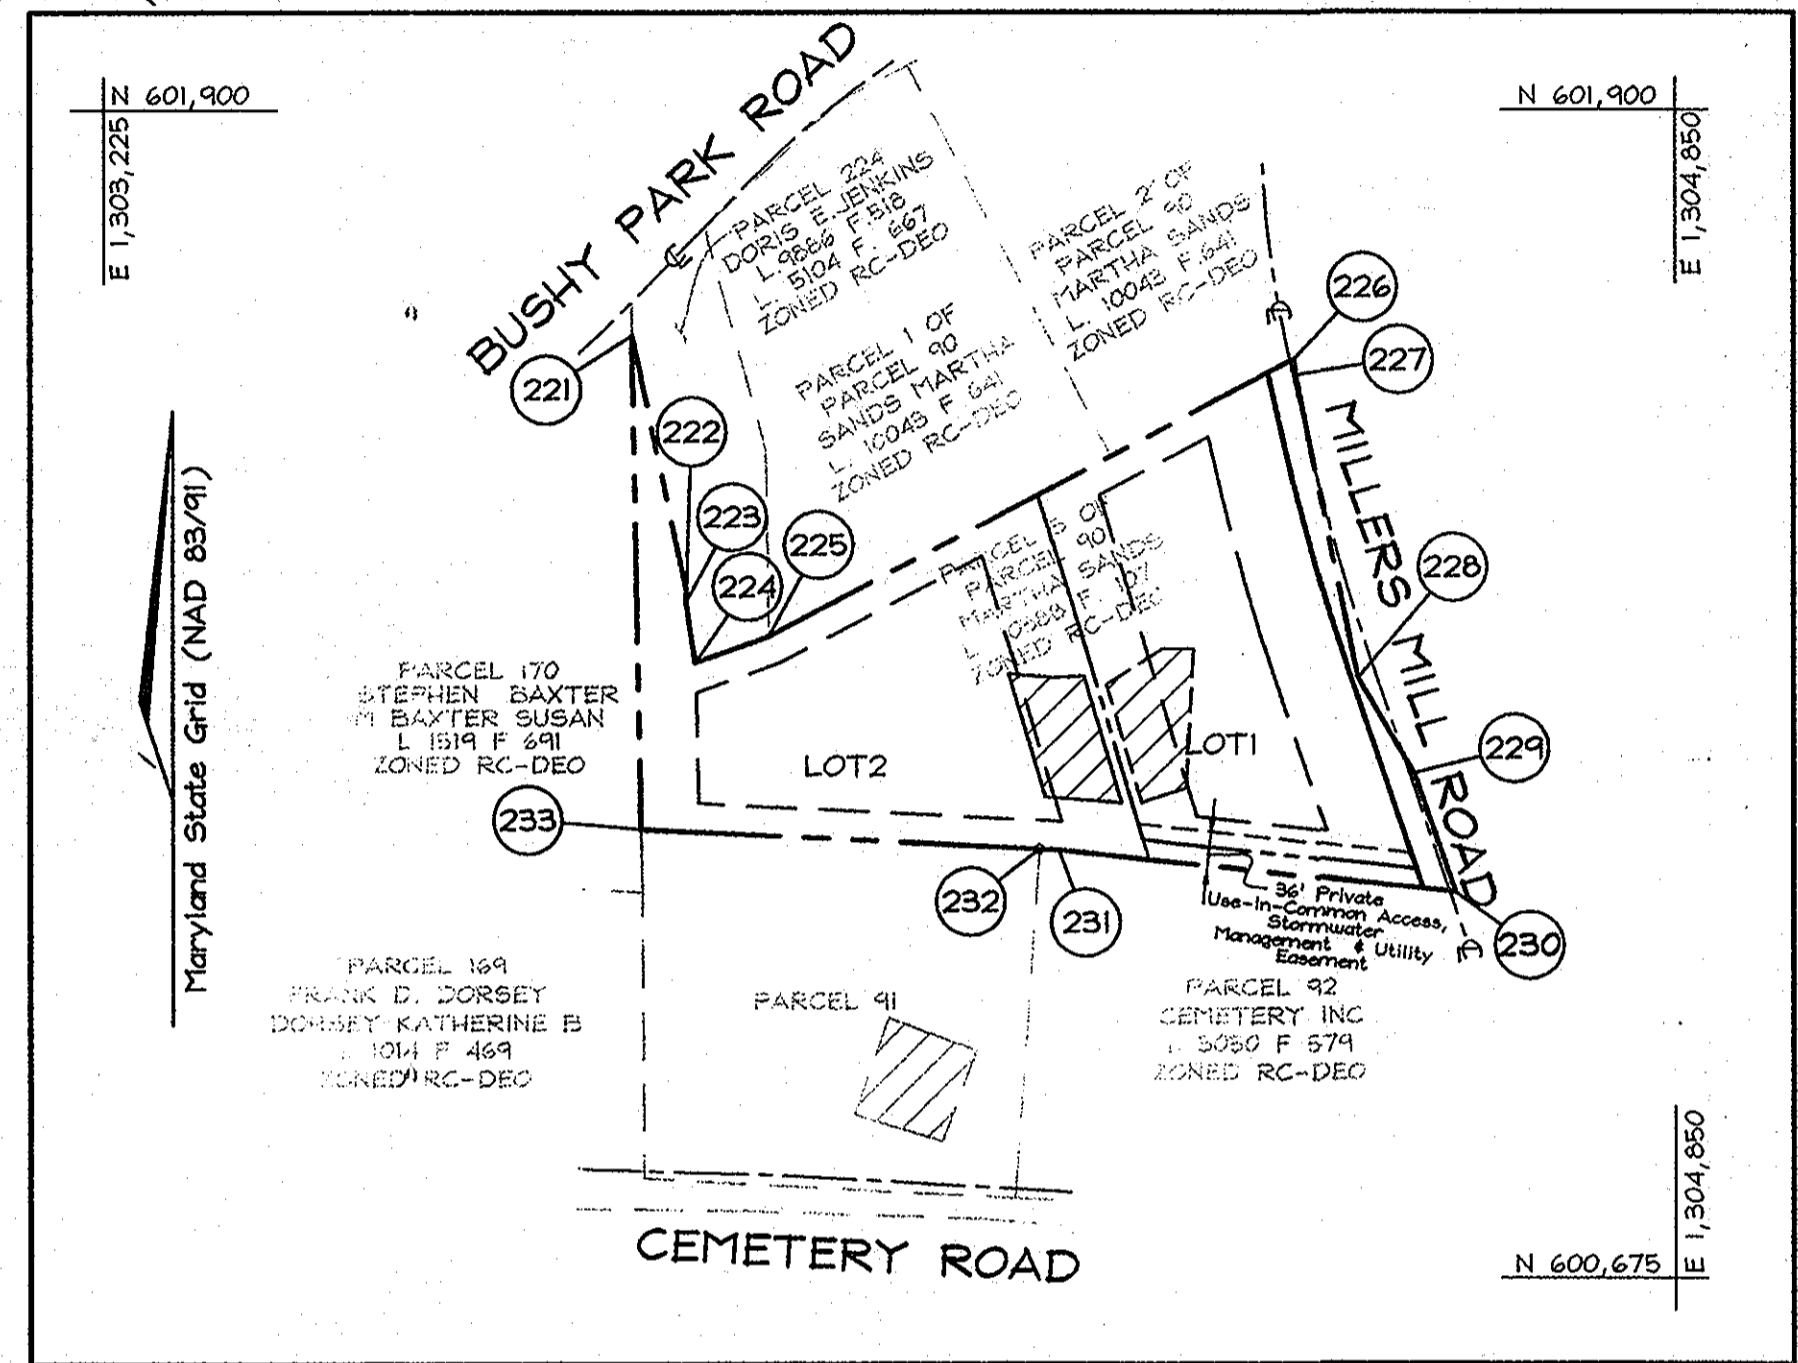 N 601,900
E 1,303,225
N 601,900
E 1,304,850
BUSHY PARK ROAD
PARCEL 224
DORIS E. JENKINS
L. 9886 F. 518
L. 5104 F. 667
ZONED RC-DEO
PARCEL 2 OF
PARCEL 90
MARTHA SANDS
L. 10043 F. 641
ZONED RC-DEO
PARCEL 1 OF
PARCEL 90
SANDS MARTHA
L. 10043 F 641
ZONED RC-DEO
226
227
221
222
223
224
225
MILLERS MILL ROAD
228
229
Maryland State Grid (NAD 83/91)
OF
PARCEL 90
MARTHA SANDS
F. 107
ZONED RC-DEO
PARCEL 170
STEPHEN BAXTER
M BAXTER SUSAN
L 1519 F 691
ZONED RC-DEO
LOT2
LOT1
233
232
231
230
36' Private
Use-In-Common Access,
Stormwater
Management & Utility
Easement
PARCEL 169
FRANK D. DORSEY
DORSEY KATHERINE B
1014 F 469
ZONED RC-DEO
PARCEL 91
PARCEL 92
CEMETERY INC
F 579
ZONED RC-DEO
CEMETERY ROAD
N 600,675
E 1,304,850